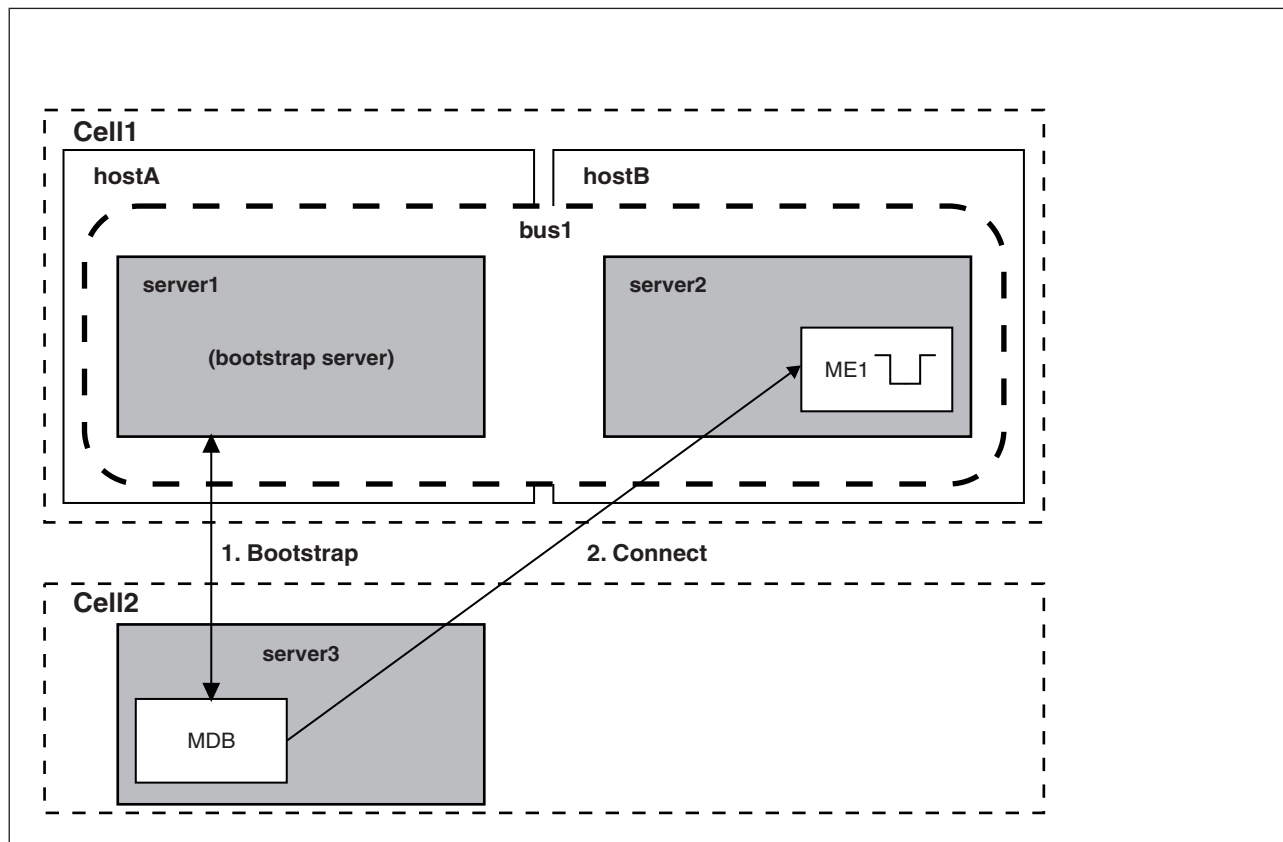 Cell1
hostA
hostB
bus1
server1
server2
(bootstrap server)
ME1
1. Bootstrap
2. Connect
Cell2
server3
MDB